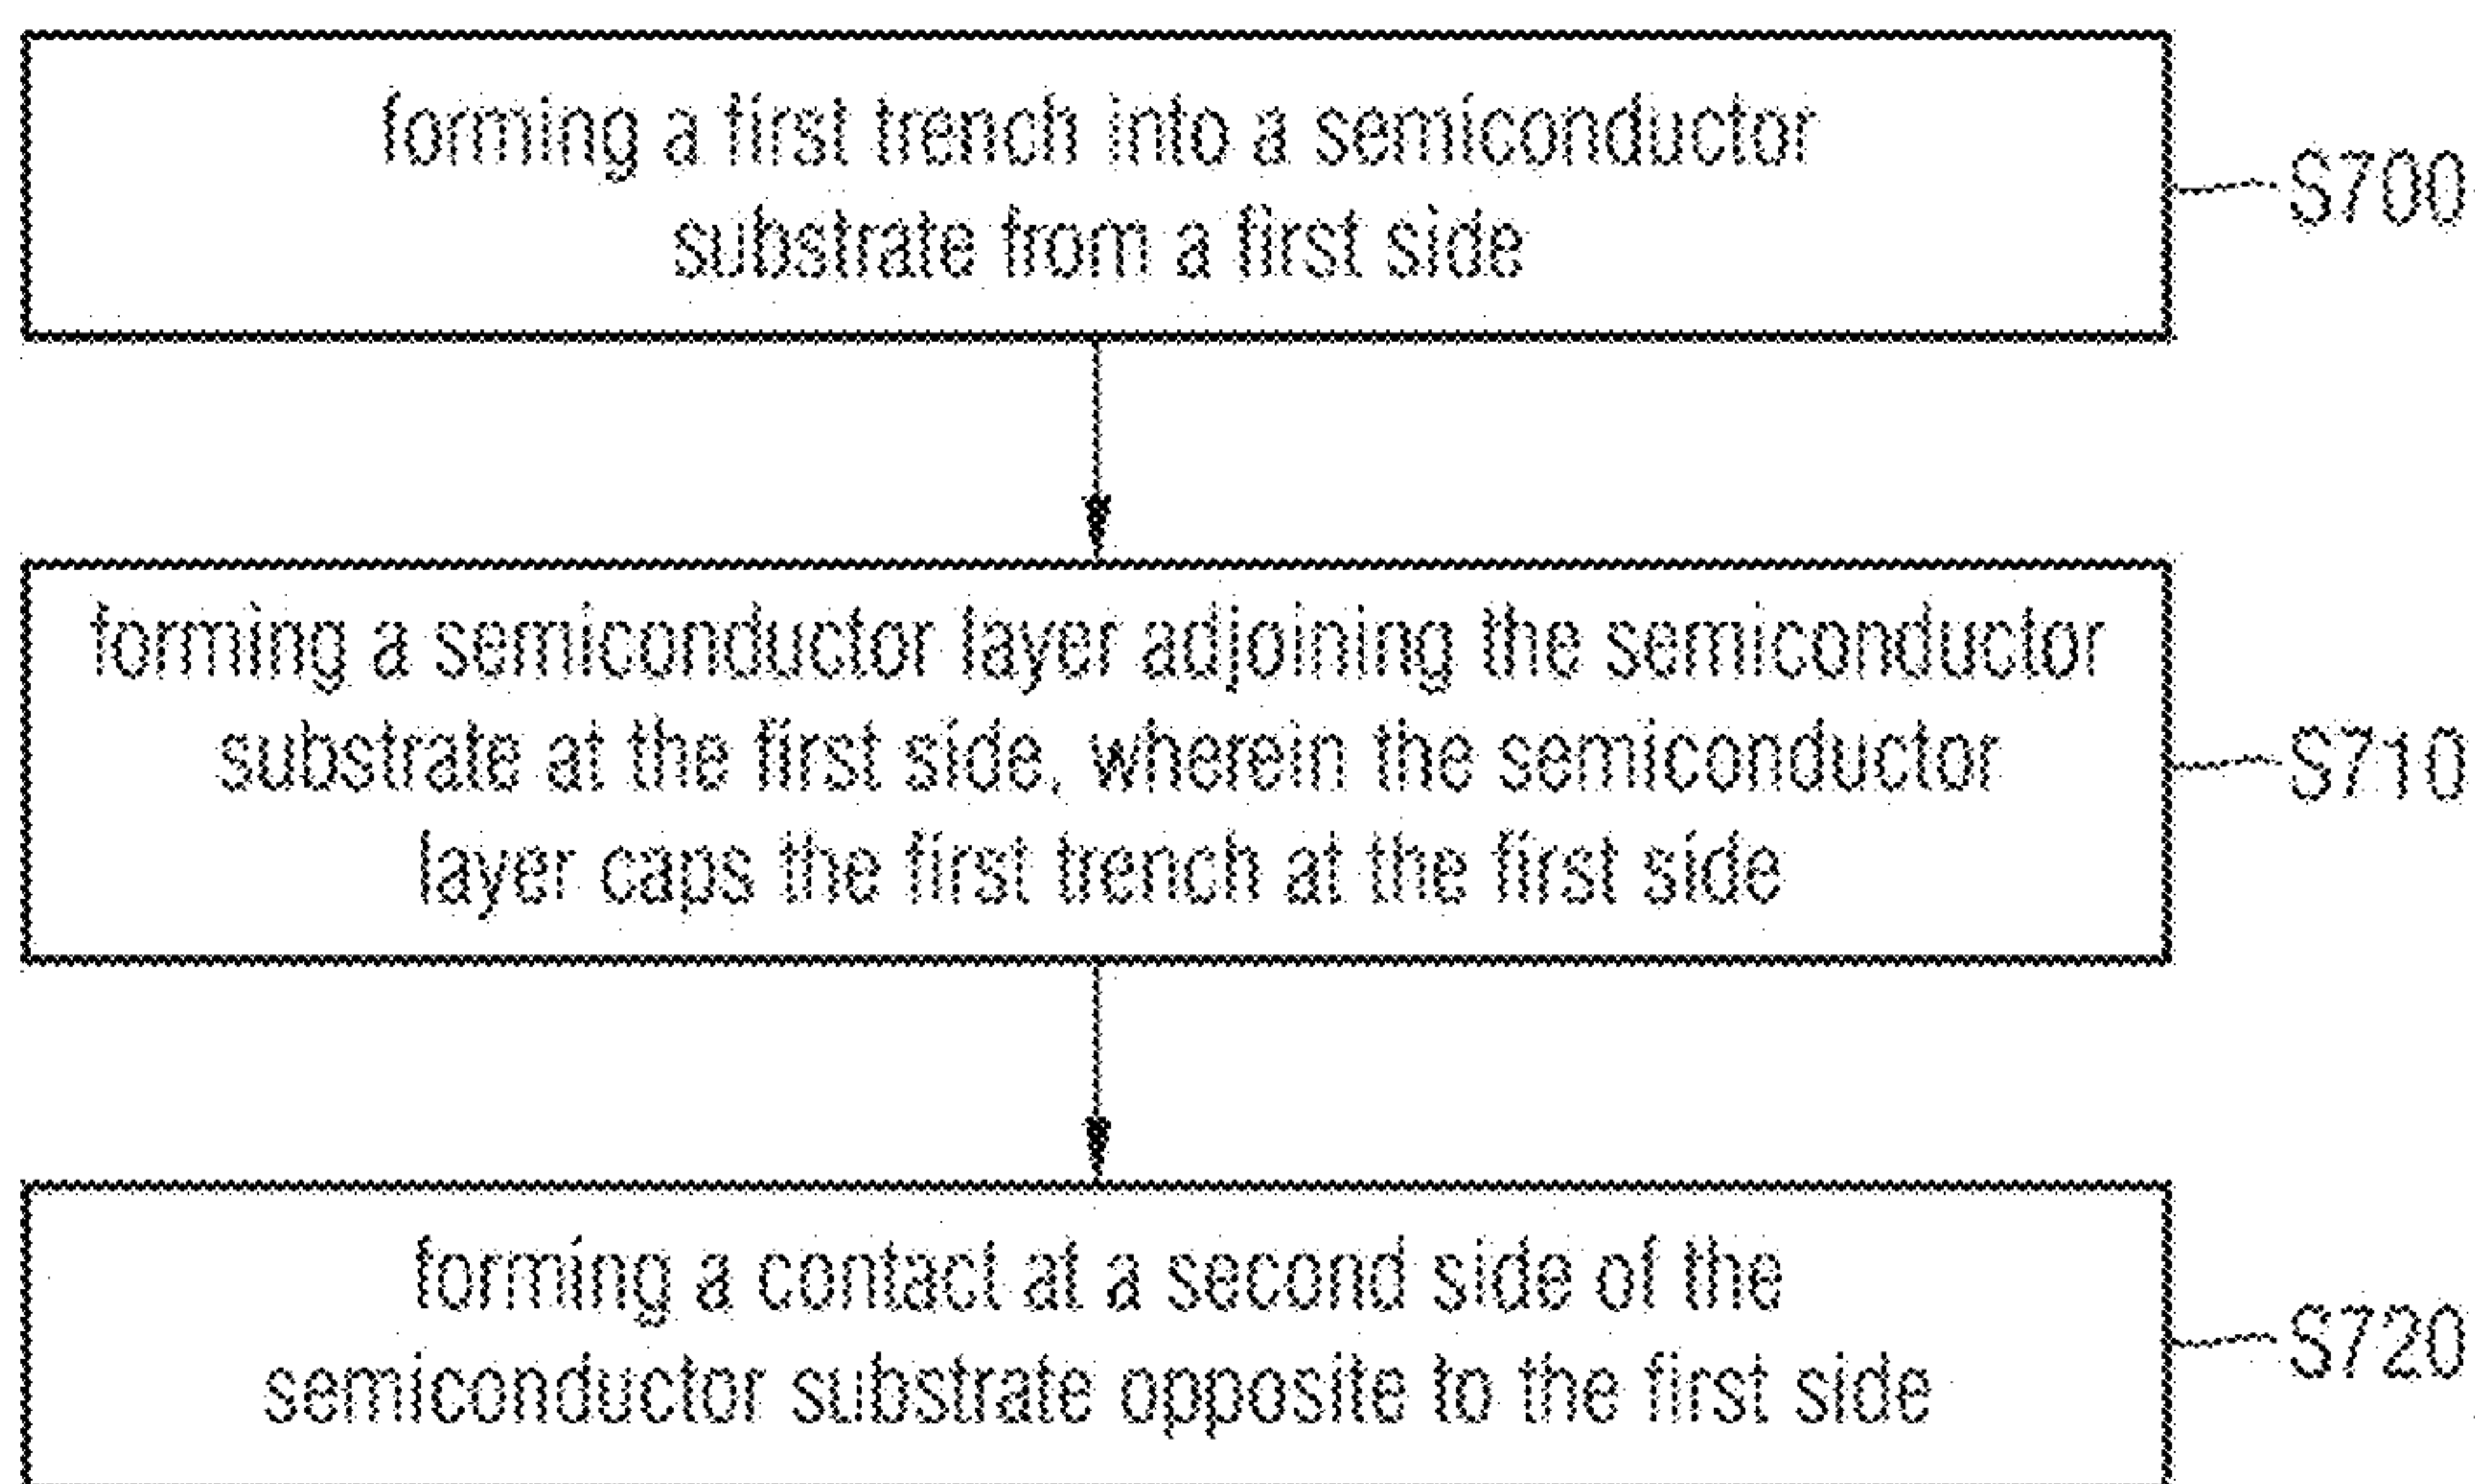 forming a first trench into a semiconductor
substrate from a first side
S700
forming a semiconductor layer adjoining the semiconductor
substrate at the first side, wherein the semiconductor
layer caps the first trench at the first side
S710
forming a contact at a second side of the
semiconductor substrate opposite to the first side
S720